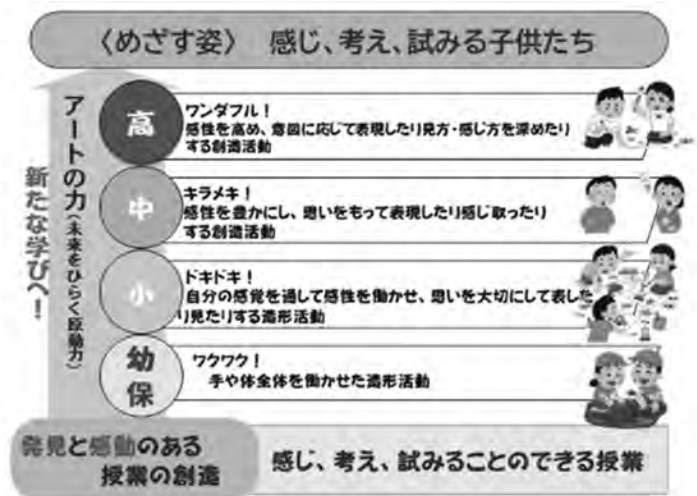 〈めざす姿〉 感じ、考え、試みる子供たち
アートの力(未来をひらく原動力)
新たな学びへ!
高
ワンダフル!
感性を高め、意図に応じて表現したり見方・感じ方を深めたり
する創造活動
中
キラメキ!
感性を豊かにし、思いをもって表現したり感じ取ったり
する創造活動
小
ドキドキ!
自分の感覚を通して感性を働かせ、思いを大切にして表した
り見たりする造形活動
幼
保
ワクワク!
手や体全体を働かせた造形活動
発見と感動のある
授業の創造
感じ、考え、試みることのできる授業